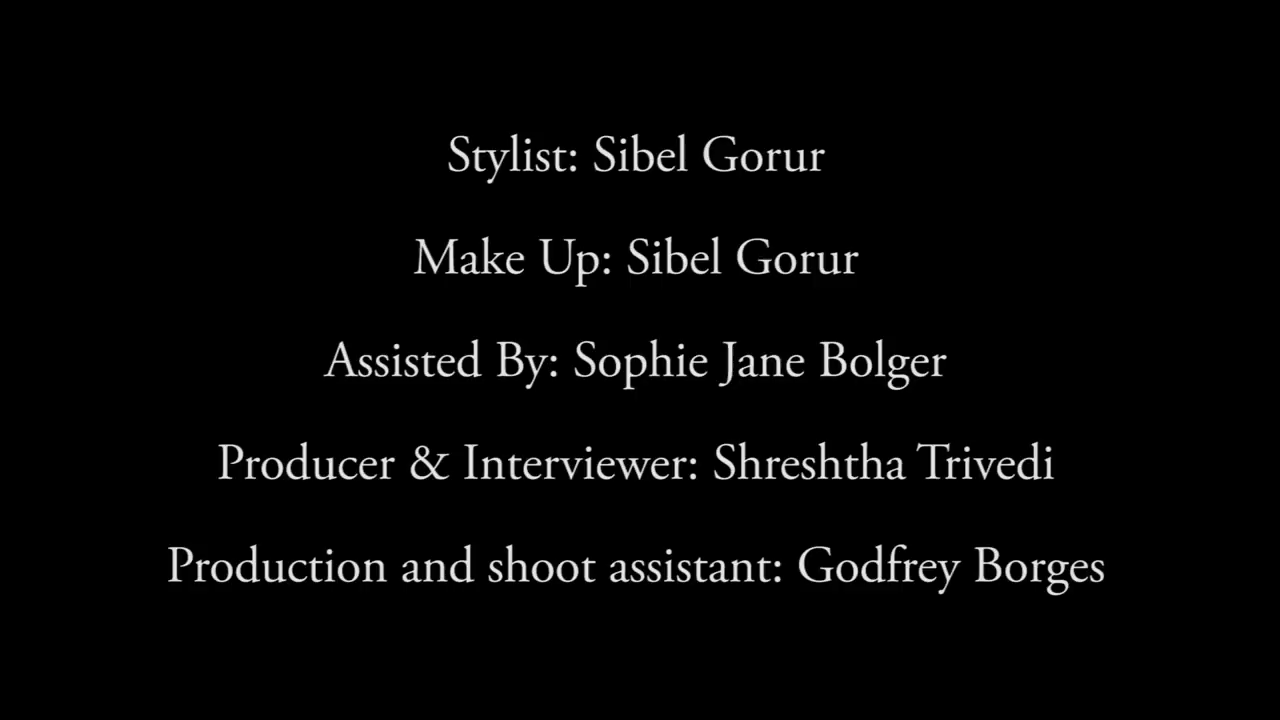 Stylist: Sibel Gorur
Make Up: Sibel Gorur
Assisted By: Sophie Jane Bolger
Producer & Interviewer: Shreshtha Trivedi
Production and shoot assistant: Godfrey Borges